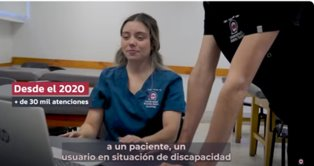 Desde el 2020
+ de 30 mil atenciones
a un paciente, un
usuario en situación de discapacidad